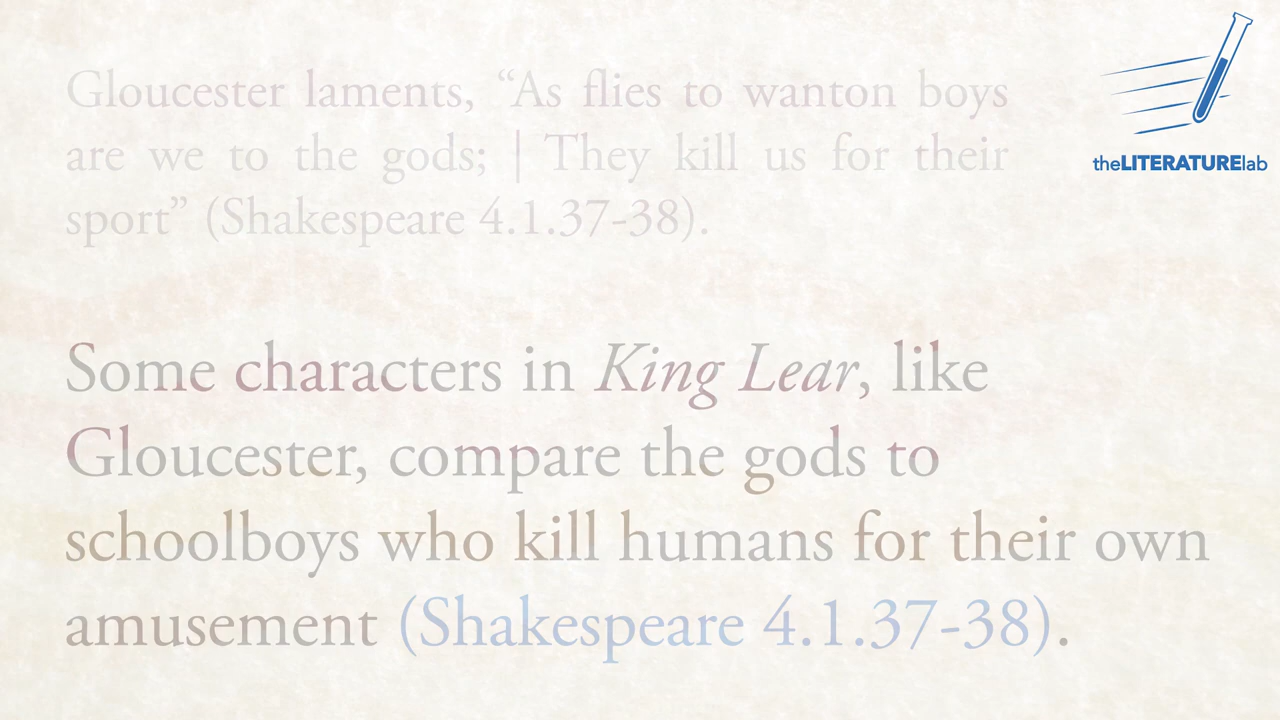 Gloucester laments, “As flies to wanton boys
are we to the gods; | They kill us for their
sport” (Shakespeare 4.1.37-38).
theLITERATURElab
Some characters in King Lear, like
Gloucester, compare the gods to
schoolboys who kill humans for their own
amusement (Shakespeare 4.1.37-38).